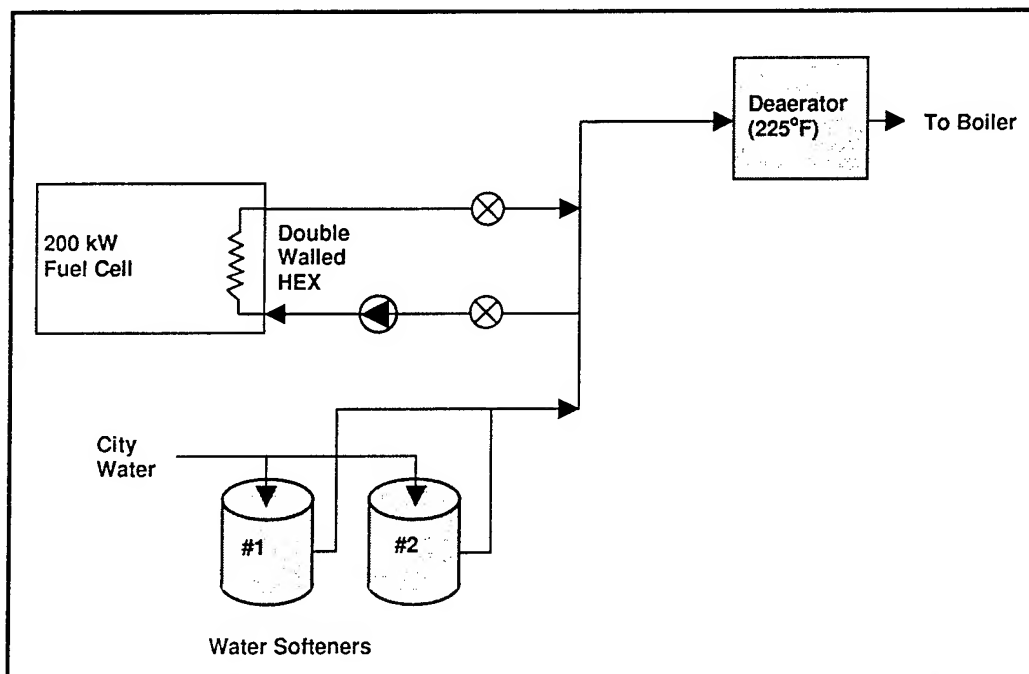 Deaerator
(225°F)
To Boiler
200 kW
Fuel Cell
Double
Walled
HEX
City
Water
#1
#2
Water Softeners